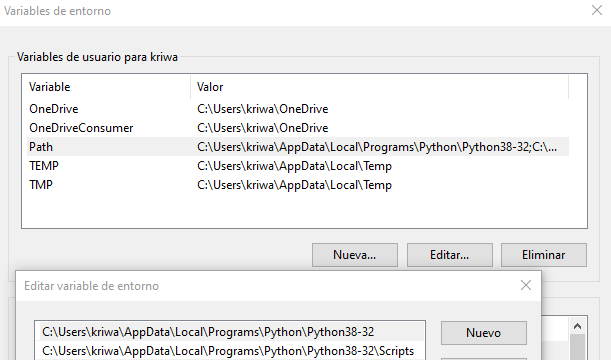 Variables de entorno
Variables de usuario para kriwa
Variable Valor
OneDrive C:\Users\kriwa\OneDrive
OneDriveConsumer C:\Users\kriwa\OneDrive
Path C:\Users\kriwa\AppData\Local\Programs\Python\Python38-32;C:\...
TEMP C:\Users\kriwa\AppData\Local\Temp
TMP C:\Users\kriwa\AppData\Local\Temp
Nueva... Editar... Eliminar
Editar variable de entorno
C:\Users\kriwa\AppData\Local\Programs\Python\Python38-32 Nuevo
C:\Users\kriwa\AppData\Local\Programs\Python\Python38-32\Scripts